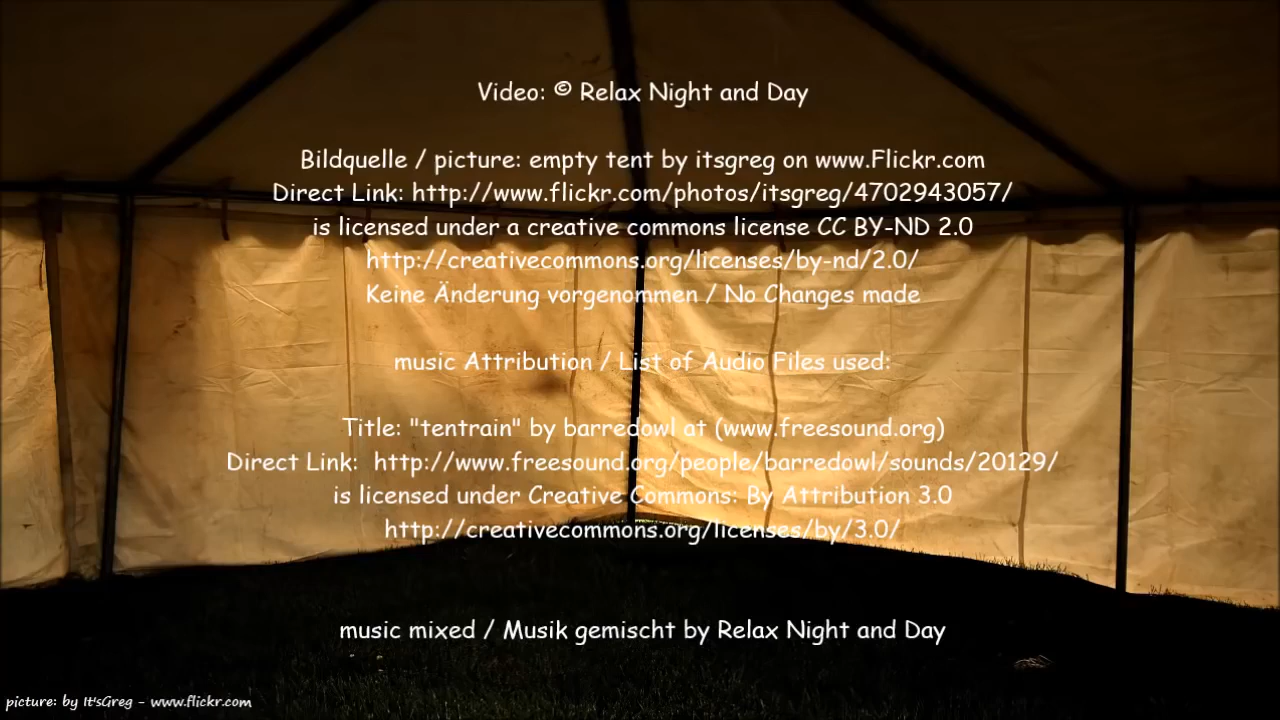 Video: © Relax Night and Day
Bildquelle / picture: empty tent by itsgreg on www.Flickr.com
Direct Link: http://www.flickr.com/photos/itsgreg/4702943057/
is licensed under a creative commons license CC BY-ND 2.0
http://creativecommons.org/licenses/by-nd/2.0/
Keine Änderung vorgenommen / No Changes made
music Attribution / List of Audio Files used:
Title: "tentrain" by barredowl at (www.freesound.org)
Direct Link:  http://www.freesound.org/people/barredowl/sounds/20129/
is licensed under Creative Commons: By Attribution 3.0
http://creativecommons.org/licenses/by/3.0/
music mixed / Musik gemischt by Relax Night and Day
picture: by It'sGreg - www.flickr.com